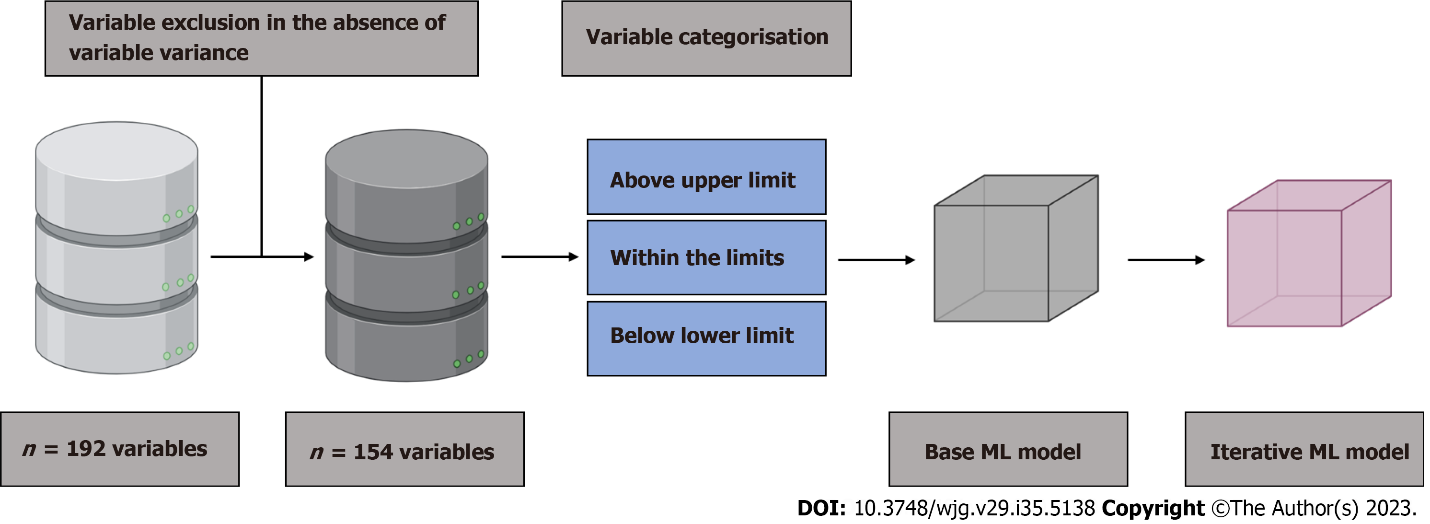 Variable exclusion in the absence of
variable variance
Variable categorisation
Above upper limit
Within the limits
Below lower limit
n = 192 variables
n = 154 variables
Base ML model
Iterative ML model
DOI: 10.3748/wjg.v29.i35.5138 Copyright ©The Author(s) 2023.